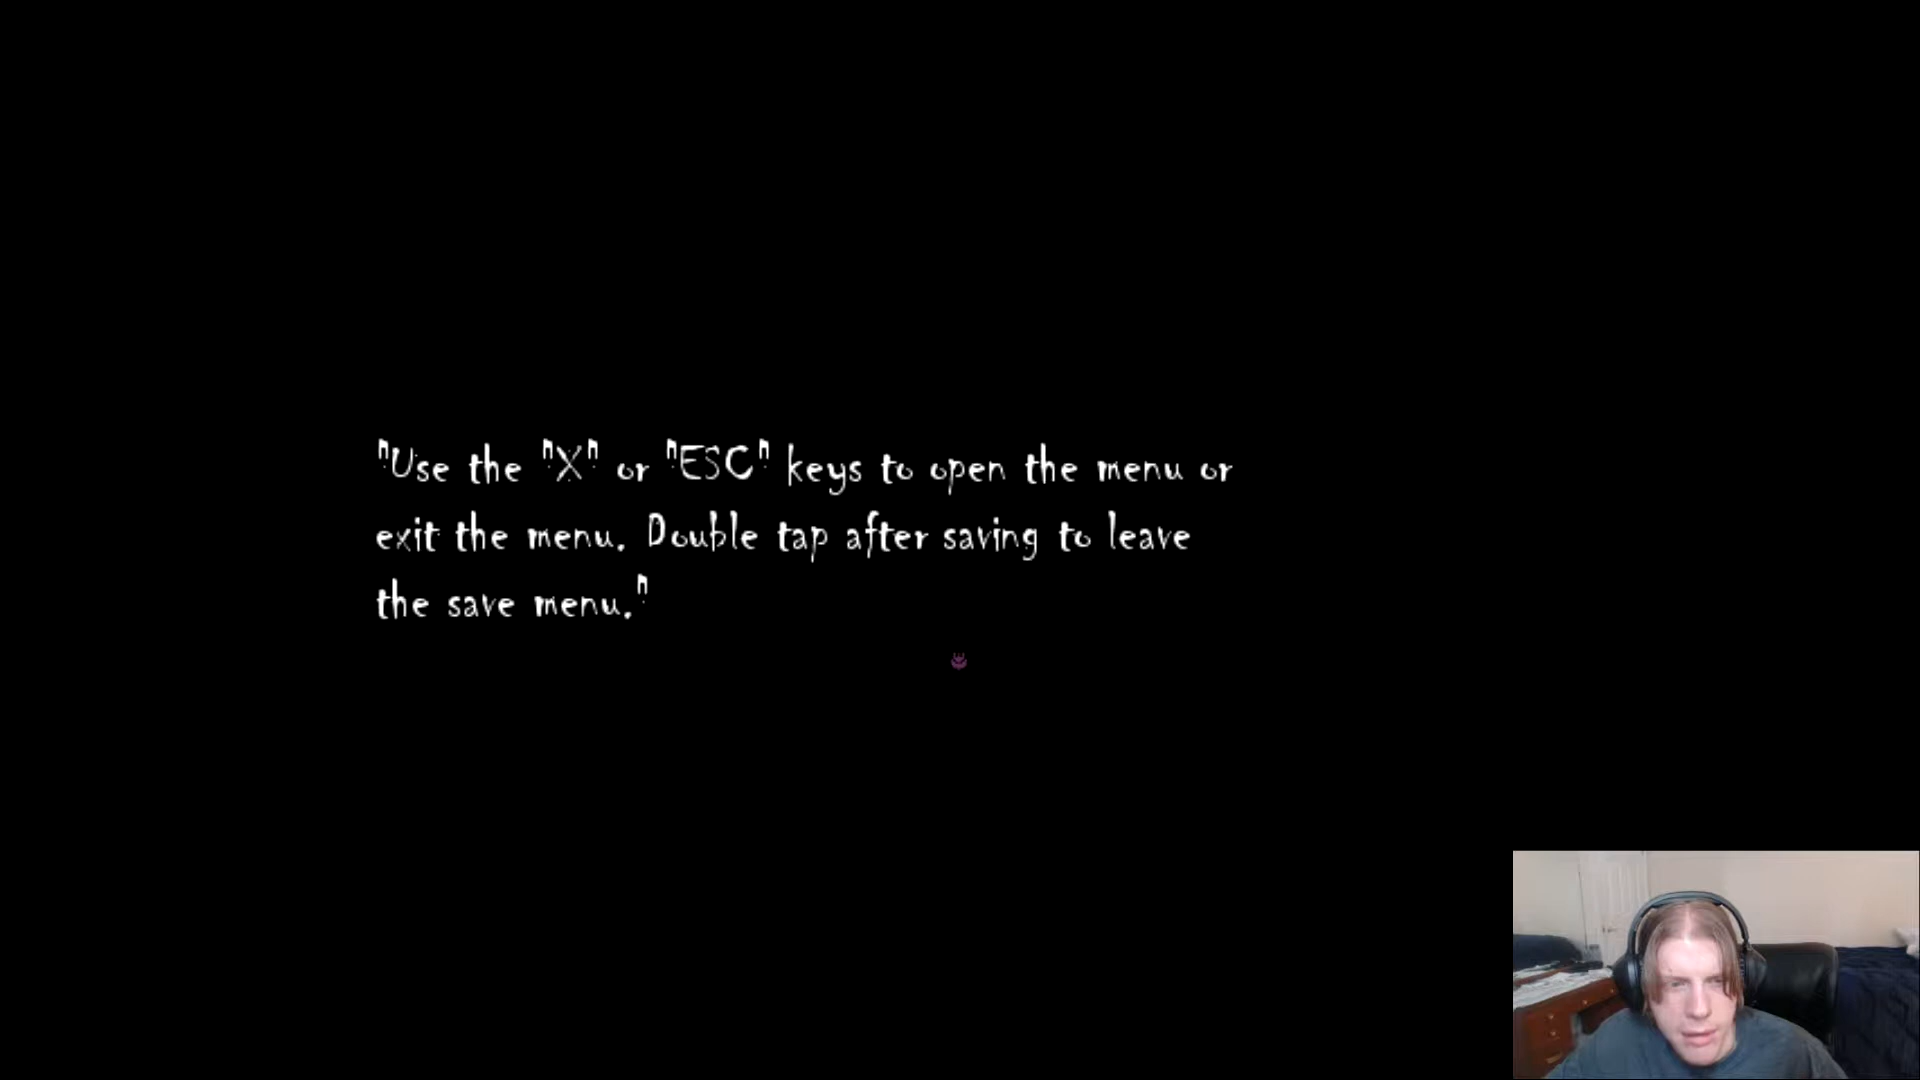 "Use the "X" or "ESC" keys to open the menu or
exit the menu. Double tap after saving to leave
the save menu."